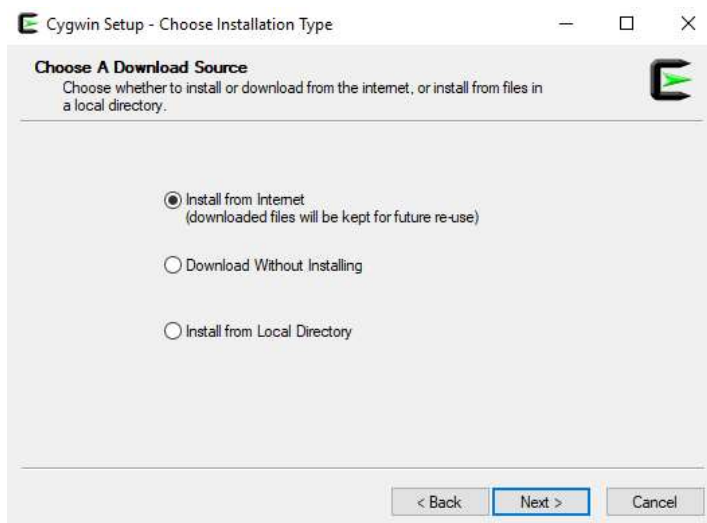 Cygwin Setup - Choose Installation Type
Choose A Download Source
Choose whether to install or download from the internet, or install from files in
a local directory.
Install from Internet
(downloaded files will be kept for future re-use)
Download Without Installing
Install from Local Directory
< Back
Next >
Cancel